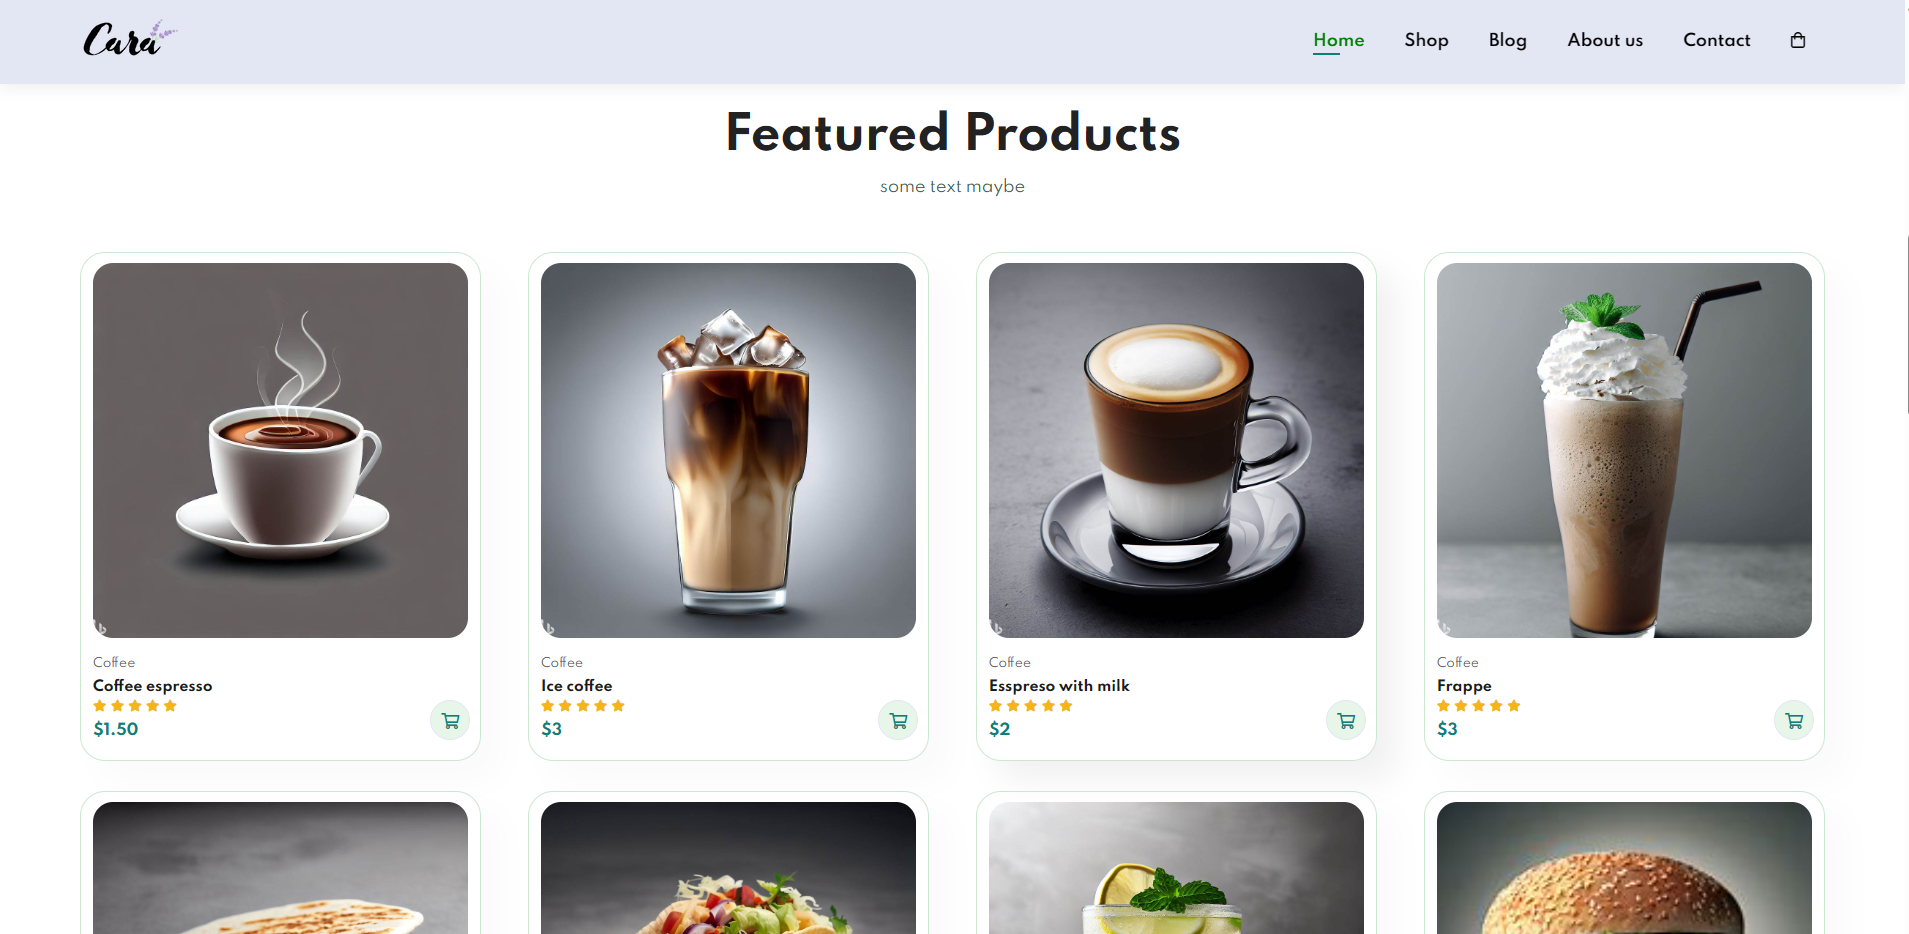 Cara
Home Shop Blog About us Contact
Featured Products
some text maybe
Coffee
Coffee espresso
$1.50
Coffee
Ice coffee
$3
Coffee
Esspreso with milk
$2
Coffee
Frappe
$3